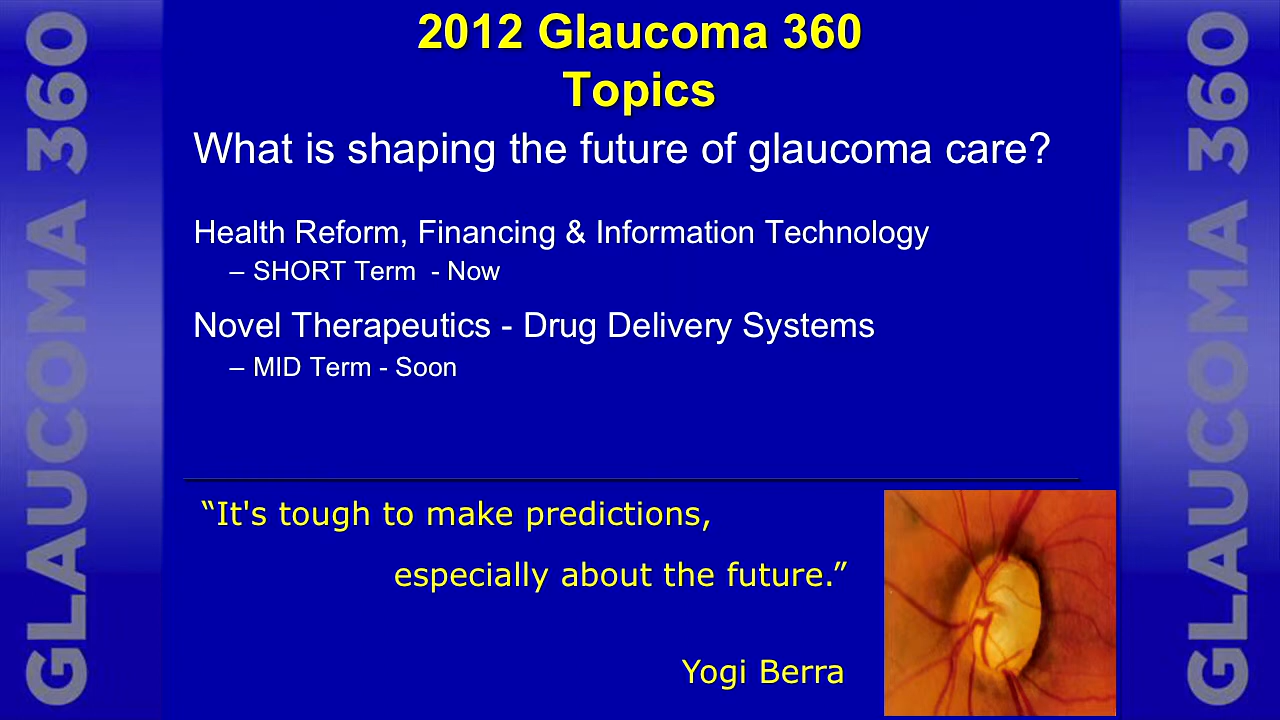 2012 Glaucoma 360
Topics
What is shaping the future of glaucoma care?
Health Reform, Financing & Information Technology
– SHORT Term - Now
Novel Therapeutics - Drug Delivery Systems
– MID Term - Soon
“It's tough to make predictions,
especially about the future.”
Yogi Berra
GLAUCOMA 360
GLAUCOMA 360